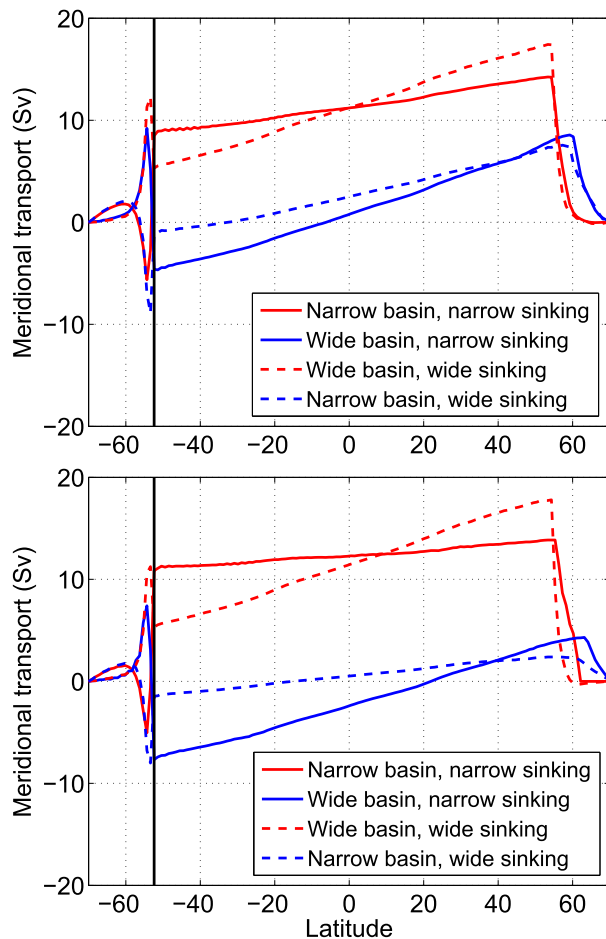 20
10
0
−10
−20
Meridional transport (Sv)
Narrow basin, narrow sinking
Wide basin, narrow sinking
Wide basin, wide sinking
Narrow basin, wide sinking
−60 −40 −20 0 20 40 60
20
10
0
−10
−20
Meridional transport (Sv)
Narrow basin, narrow sinking
Wide basin, narrow sinking
Wide basin, wide sinking
Narrow basin, wide sinking
−60 −40 −20 0 20 40 60
Latitude